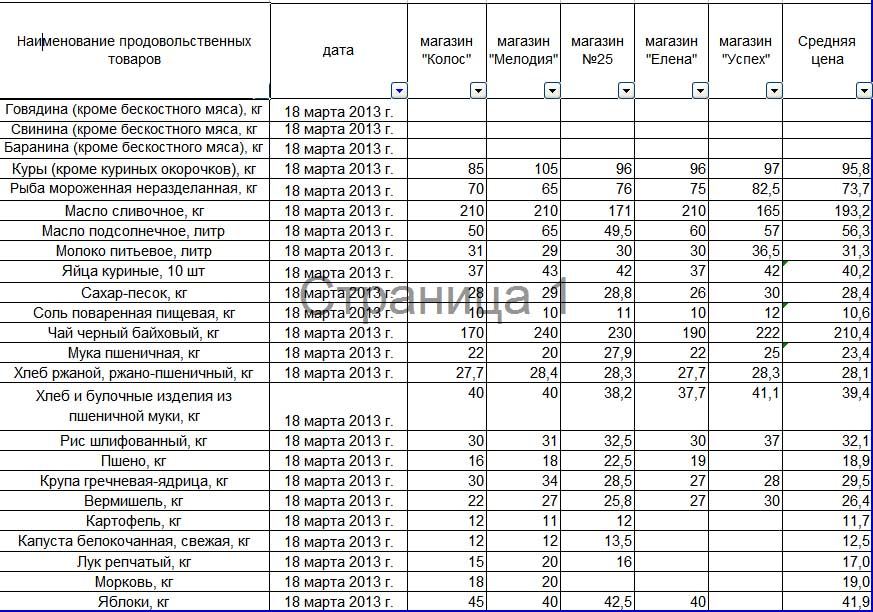 Наименование продовольственных товаров дата магазин "Колос" магазин "Мелодия" магазин №25 магазин "Елена" магазин "Успех" Средняя цена
Говядина (кроме бескостного мяса), кг 18 марта 2013 г.
Свинина (кроме бескостного мяса, кг 18 марта 2013 г.
Баранина (кроме бескостного мяса), кг 18 марта 2013 г.
Куры (кроме куриных окорочков), кг 18 марта 2013 г. 85 105 96 96 97 95,8
Рыба мороженная неразделанная, кг 18 марта 2013 г. 70 65 76 75 82,5 73,7
Масло сливочное, кг 18 марта 2013 г. 210 210 171 210 165 193,2
Масло подсолнечное, литр 18 марта 2013 г. 50 65 49,5 60 57 56,3
Молоко питьевое, литр 18 марта 2013 г. 31 29 30 30 36,5 31,3
Яйца куриные, 10 шт 18 марта 2013 г. 37 43 42 37 42 40,2
Сахар-песок, кг 18 марта 2013 г. 28 29 28,8 26 30 28,4
Страница 1
Соль поваренная пищевая, кг 18 марта 2013 г. 10 10 11 10 12 10,6
Чай черный байховый, кг 18 марта 2013 г. 170 240 230 190 222 210,4
Мука пшеничная, кг 18 марта 2013 г. 22 20 27,9 22 25 23,4
Хлеб ржаной, ржано-пшеничный, кг 18 марта 2013 г. 27,7 28,4 28,3 27,7 28,3 28,1
Хлеб и булочные изделия из 40 40 38,2 37,7 41,1 39,4
пшеничной муки, кг 18 марта 2013 г.
Рис шлифованный, кг 18 марта 2013 г. 30 31 32,5 30 37 32,1
Пшено, кг 18 марта 2013 г. 16 18 22,5 19 18,9
Крупа гречневая-ядрица, кг 18 марта 2013 г. 30 34 28,5 27 28 29,5
Вермишель, кг 18 марта 2013 г. 22 27 25,8 27 30 26,4
Картофель, кг 18 марта 2013 г. 12 11 12 11,7
Капуста белокочанная, свежая, кг 18 марта 2013 г. 12 12 13,5 12,5
Лук репчатый, кг 18 марта 2013 г. 15 20 16 17,0
Морковь, кг 18 марта 2013 г. 18 20 19,0
Яблоки, кг 18 марта 2013 г. 45 40 42,5 40 41,9